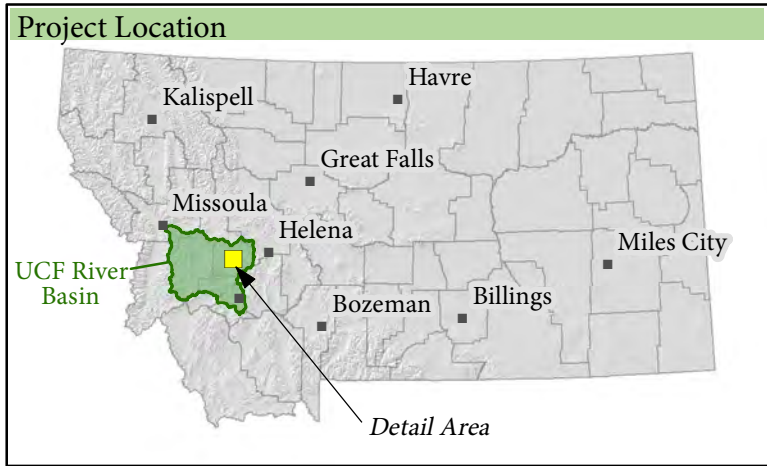 Project Location
Havre
Kalispell
Great Falls
Missoula
Helena
Miles City
UCF River
Basin
Bozeman
Billings
Detail Area